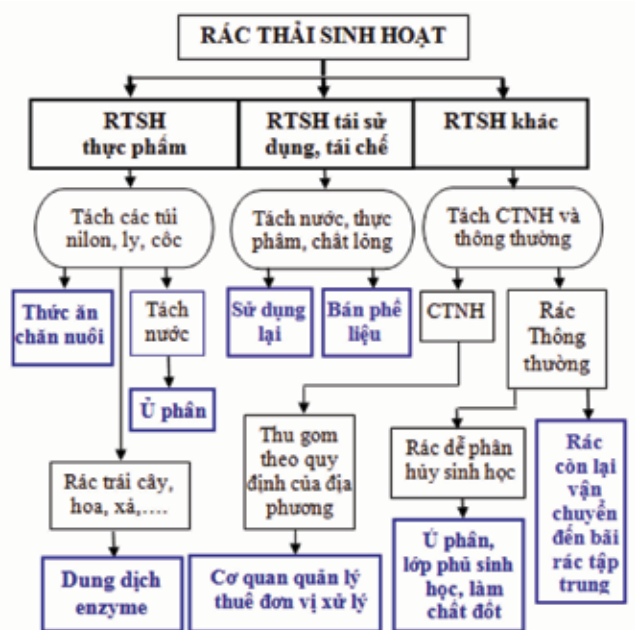 RÁC THẢI SINH HOẠT
RTSH
thực phẩm
RTSH tái sử
dụng, tái chế
RTSH khác
Tách các túi
nilon, ly, cốc
Tách nước, thực
phẩm, chất lỏng
Tách CTNH và
thông thường
Thức ăn
chăn nuôi
Tách
nước
Sử dụng
lại
Bán phế
liệu
CTNH
Rác
Thông
thường
Ủ phân
Thu gom
theo quy
định của địa
phương
Rác dễ phân
hủy sinh học
Rác
còn lại
vận
chuyển
đến bãi
rác tập
trung
Rác trái cây,
hoa, xả,....
Dung dịch
enzyme
Cơ quan quản lý
thuê đơn vị xử lý
Ủ phân,
lớp phủ sinh
học, làm
chất đốt